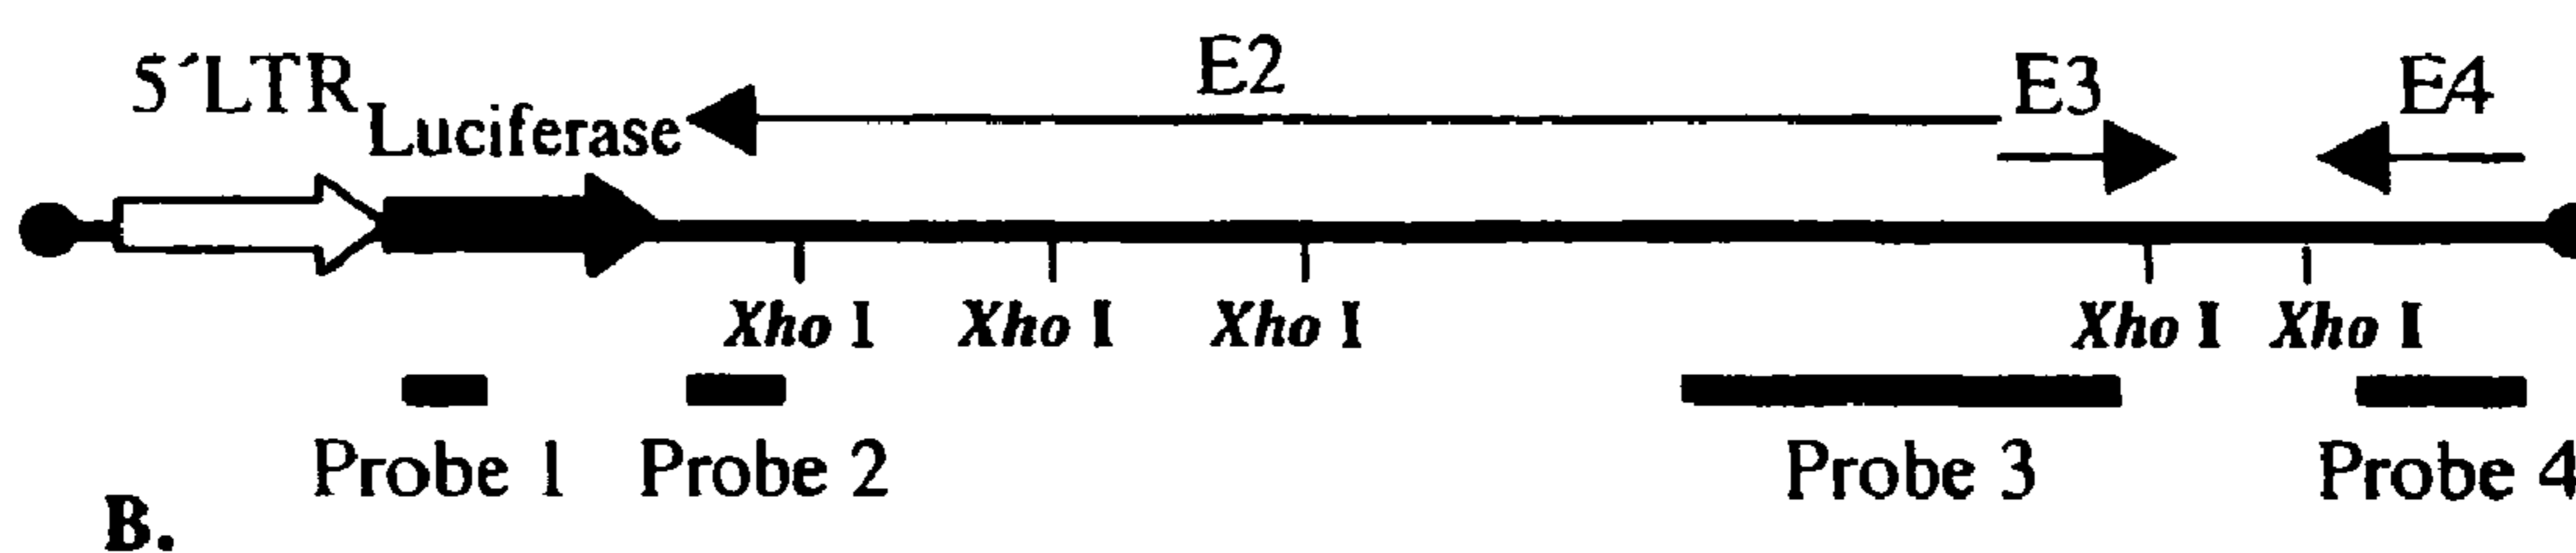 E2
5´LTR E3 E4
Luciferase
Xho I Xho I Xho I Xho I Xho I
Probe 1 Probe 2 Probe 3 Probe 4
B.